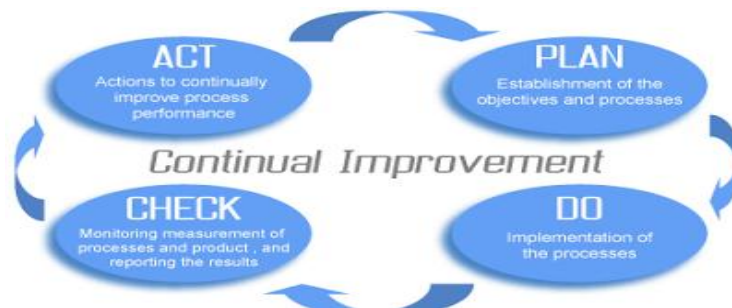 ACT
Actions to continually
improve process
performance
PLAN
Establishment of the
objectives and processes
Continual Improvement
CHECK
Monitoring measurement of
processes and product , and
reporting the results
DO
Implementation of
the processes